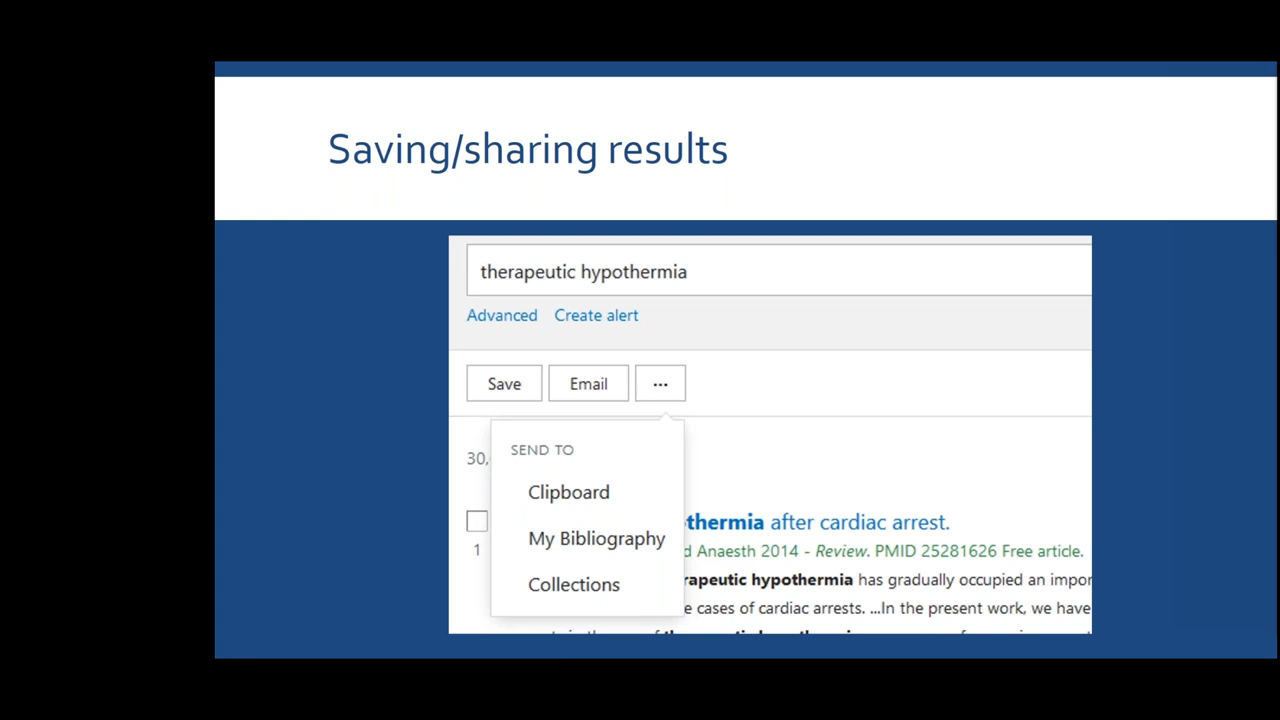 Saving/sharing results
therapeutic hypothermia
Advanced Create alert
Save Email ...
SEND TO
30,
Clipboard
thermia after cardiac arrest.
My Bibliography
1 d Anaesth 2014 - Review. PMID 25281626 Free article.
rapeutic hypothermia has gradually occupied an impor
Collections
e cases of cardiac arrests. ...In the present work, we have